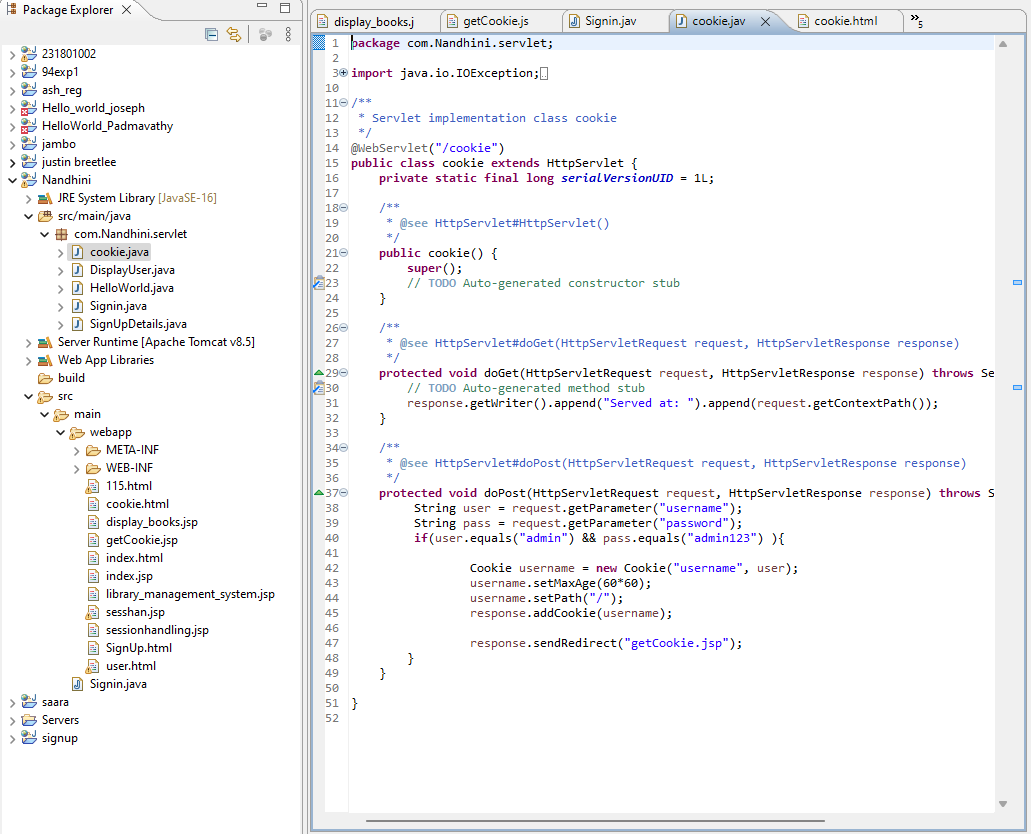 Package Explorer
231801002
94exp1
ash_reg
Hello_world_joseph
HelloWorld_Padmavathy
jambo
justin breetlee
Nandhini
JRE System Library [JavaSE-16]
src/main/java
com.Nandhini.servlet
cookie.java
DisplayUser.java
HelloWorld.java
Signin.java
SignUpDetails.java
Server Runtime [Apache Tomcat v8.5]
Web App Libraries
build
src
main
webapp
META-INF
WEB-INF
115.html
cookie.html
display_books.jsp
getCookie.jsp
index.html
index.jsp
library_management_system.jsp
sesshan.jsp
sessionhandling.jsp
SignUp.html
user.html
Signin.java
saara
Servers
signup
display_books.j getCookie.js Signin.jav cookie.jav cookie.html »5
1 package com.Nandhini.servlet;
2
3 import java.io.IOException;
10
11 /**
12 * Servlet implementation class cookie
13 */
14 @WebServlet("/cookie")
15 public class cookie extends HttpServlet {
16 private static final long serialVersionUID = 1L;
17
18 /**
19 * @see HttpServlet#HttpServlet()
20 */
21 public cookie() {
22 super();
23 // TODO Auto-generated constructor stub
24 }
25
26 /**
27 * @see HttpServlet#doGet(HttpServletRequest request, HttpServletResponse response)
28 */
29 protected void doGet(HttpServletRequest request, HttpServletResponse response) throws Se
30 // TODO Auto-generated method stub
31 response.getWriter().append("Served at: ").append(request.getContextPath());
32 }
33
34 /**
35 * @see HttpServlet#doPost(HttpServletRequest request, HttpServletResponse response)
36 */
37 protected void doPost(HttpServletRequest request, HttpServletResponse response) throws S
38 String user = request.getParameter("username");
39 String pass = request.getParameter("password");
40 if(user.equals("admin") && pass.equals("admin123") ){
41
42 Cookie username = new Cookie("username", user);
43 username.setMaxAge(60*60);
44 username.setPath("/");
45 response.addCookie(username);
46
47 response.sendRedirect("getCookie.jsp");
48 }
49 }
50
51 }
52